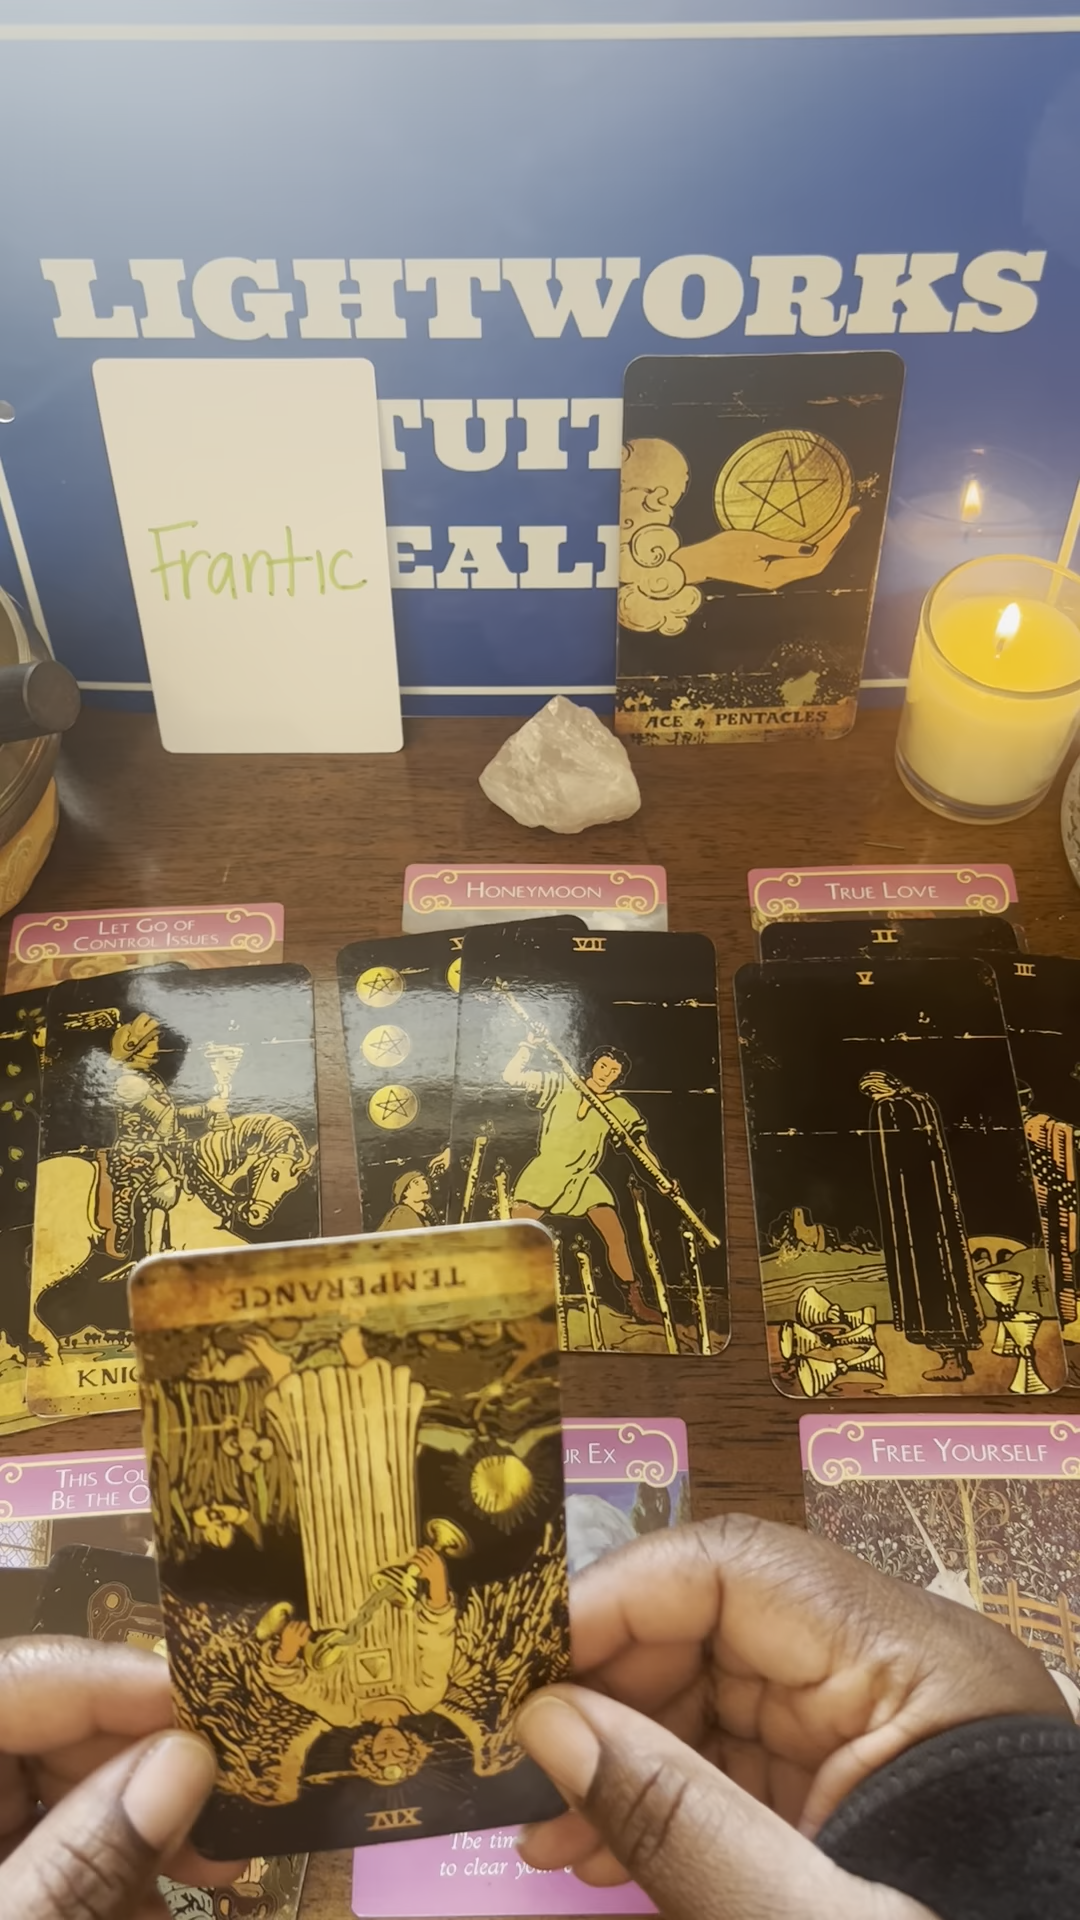 LIGHTWORKS
TUIT
EALI
Frantic
ACE of PENTACLES
LET GO OF
CONTROL ISSUES
HONEYMOON
TRUE LOVE
VII
II
V
III
KNIG
TEMPERANCE
THIS COU
BE THE O
UR EX
FREE YOURSELF
XIV
The tim
to clear yo